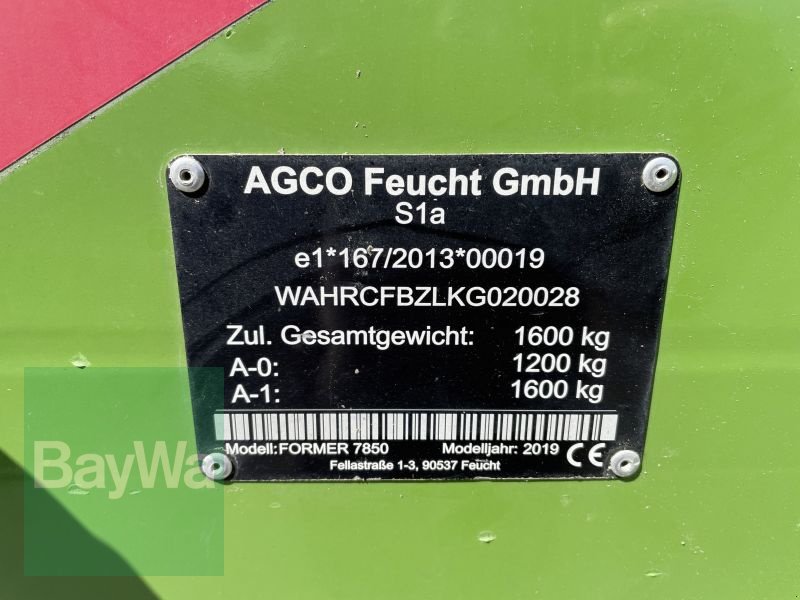 AGCO Feucht GmbH
S1a
e1*167/2013*00019
WAHRCFBZLKG020028
Zul. Gesamtgewicht: 1600 kg
A-0: 1200 kg
A-1: 1600 kg
Modell: FORMER 7850 Modelljahr: 2019 CE
Fellastraße 1-3, 90537 Feucht
BayWa